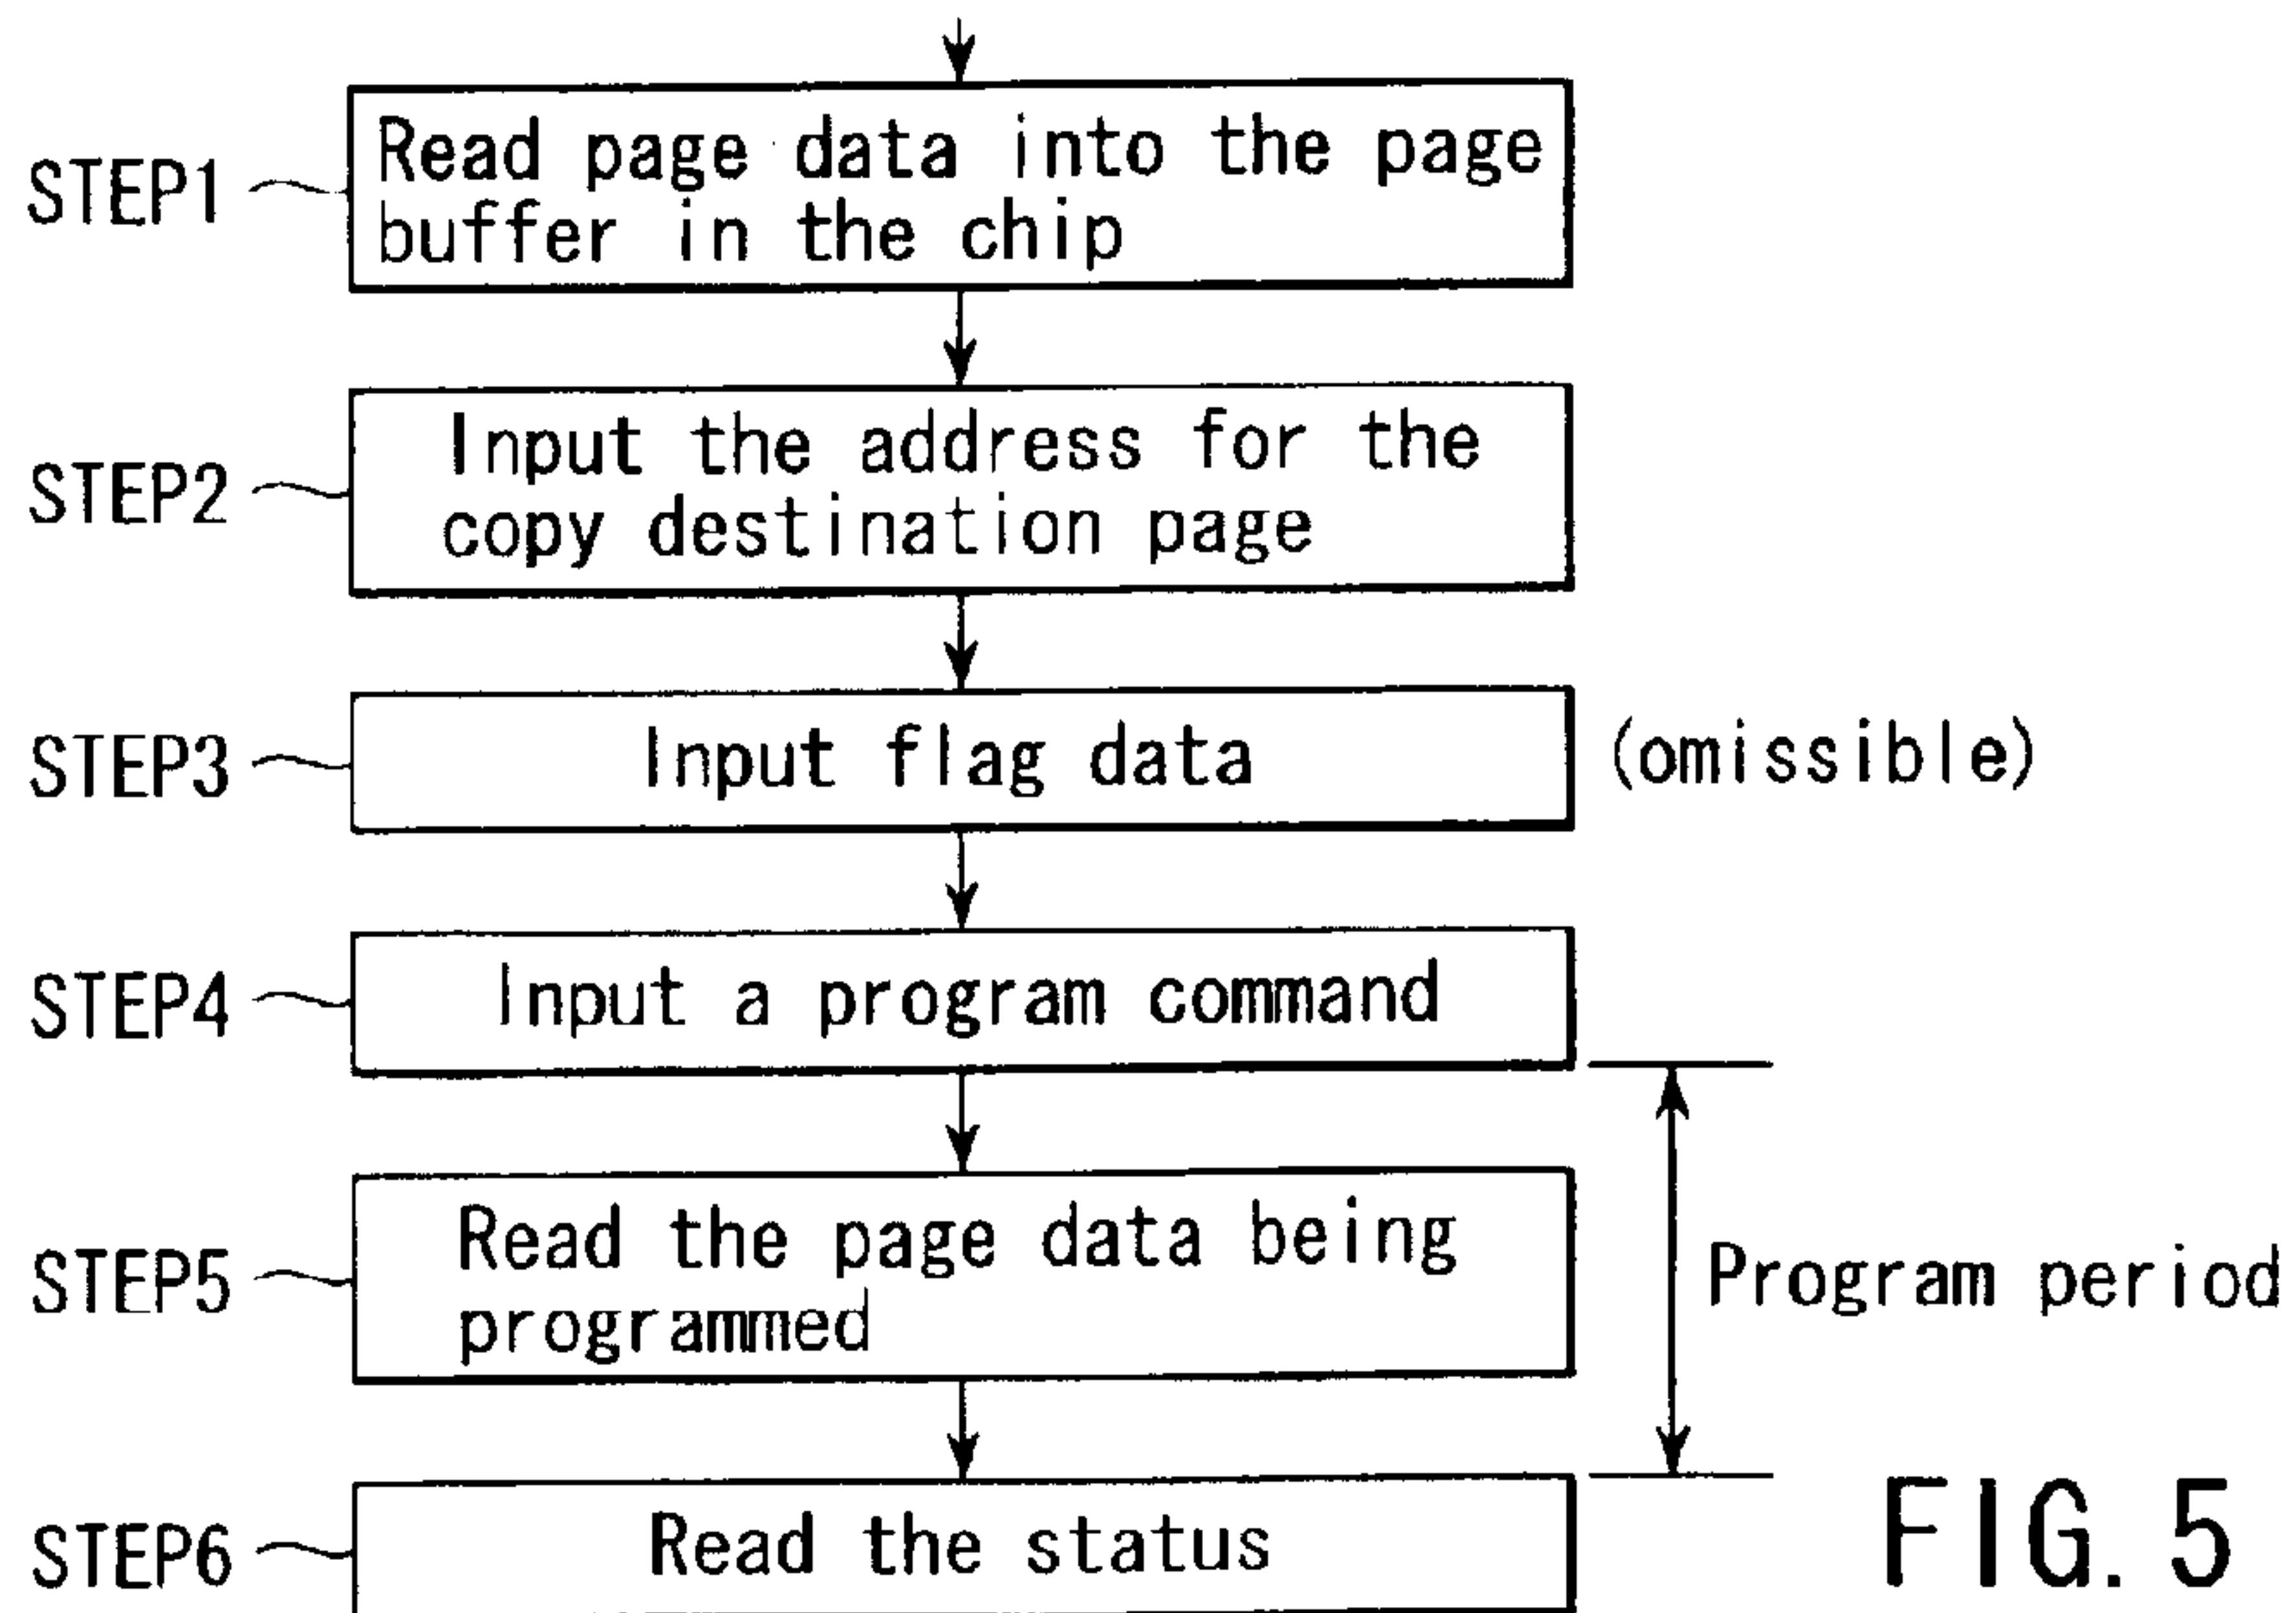 STEP1
Read page data into the page
buffer in the chip
STEP2
Input the address for the
copy destination page
STEP3
Input flag data
(omissible)
STEP4
Input a program command
STEP5
Read the page data being
programmed
Program period
STEP6
Read the status
FIG. 5